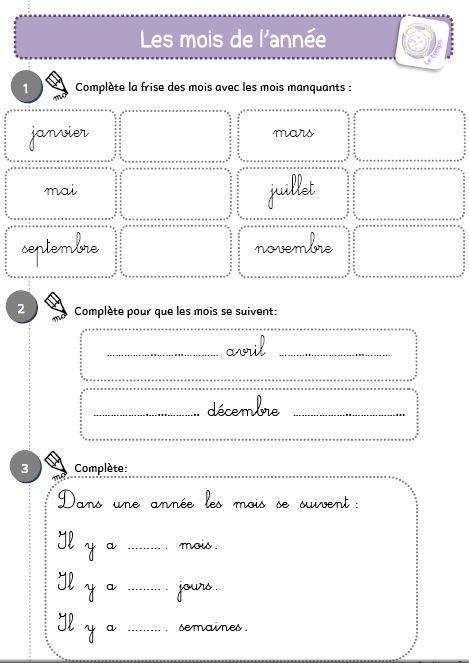 Les mois de l'année
Le Temps
1 Complète la frise des mois avec les mois manquants :
janvier mars
mai juillet
septembre novembre
2 Complète pour que les mois se suivent:
................................... avril ...................................
................................... décembre ...................................
3 Complète:
Dans une année les mois se suivent :
Il y a ......... . mois.
Il y a ......... . jours.
Il y a ......... . semaines.